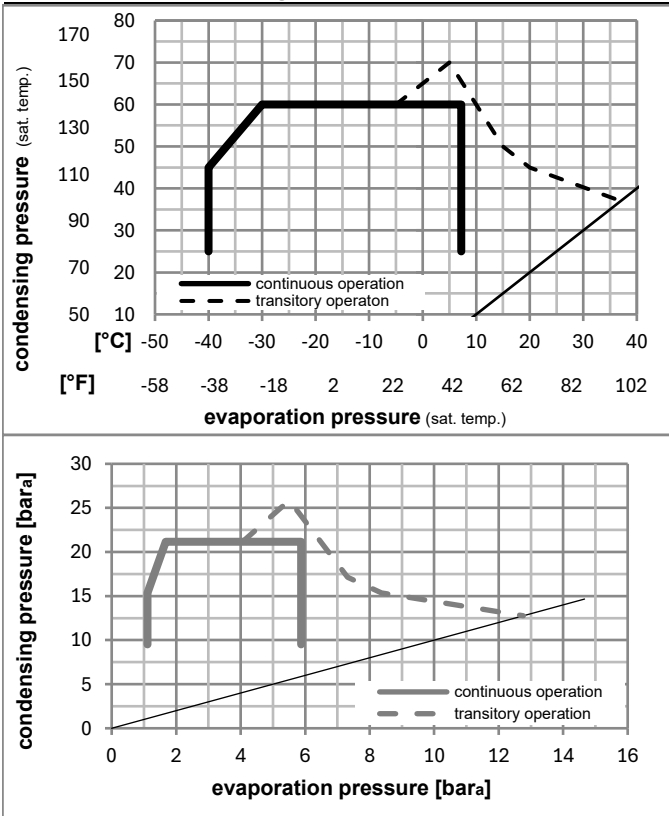 condensing pressure (sat. temp.)
170 80
70
150 60
130 50
110 40
90 30
70 20
50 10
continuous operation
transitory operaton
[°C] -50 -40 -30 -20 -10 0 10 20 30 40
[°F] -58 -38 -18 2 22 42 62 82 102
evaporation pressure (sat. temp.)
condensing pressure [bara]
30
25
20
15
10
5
0
continuous operation
transitory operation
0 2 4 6 8 10 12 14 16
evaporation pressure [bara]